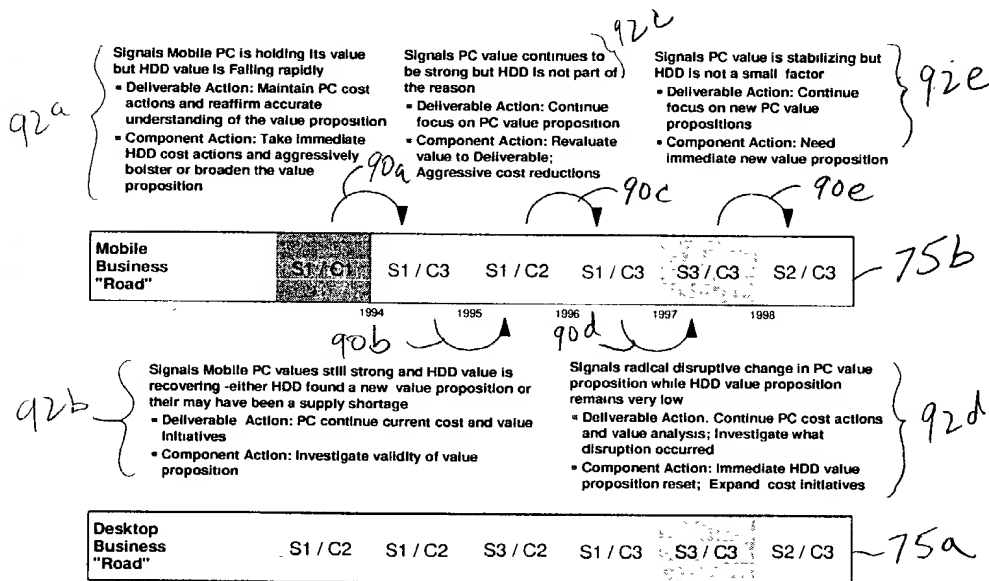 92a
Signals Mobile PC is holding its value
but HDD value is Falling rapidly
▪ Deliverable Action: Maintain PC cost
actions and reaffirm accurate
understanding of the value proposition
▪ Component Action: Take immediate
HDD cost actions and aggressively
bolster or broaden the value
proposition
92c
Signals PC value continues to
be strong but HDD is not part of
the reason
▪ Deliverable Action: Continue
focus on PC value proposition
▪ Component Action: Revaluate
value to Deliverable;
Aggressive cost reductions
Signals PC value is stabilizing but
HDD is not a small factor
▪ Deliverable Action: Continue
focus on new PC value
propositions
▪ Component Action: Need
immediate new value proposition
92e
90a
90c
90e
Mobile
Business
"Road"
S1 / C1
S1 / C3
S1 / C2
S1 / C3
S3 / C3
S2 / C3
75b
1994
1995
1996
1997
1998
90b
90d
92b
Signals Mobile PC values still strong and HDD value is
recovering -either HDD found a new value proposition or
their may have been a supply shortage
▪ Deliverable Action: PC continue current cost and value
initiatives
▪ Component Action: Investigate validity of value
proposition
Signals radical disruptive change in PC value
proposition while HDD value proposition
remains very low
▪ Deliverable Action. Continue PC cost actions
and value analysis; Investigate what
disruption occurred
▪ Component Action: Immediate HDD value
proposition reset; Expand cost initiatives
92d
Desktop
Business
"Road"
S1 / C2
S1 / C2
S3 / C2
S1 / C3
S3 / C3
S2 / C3
75a